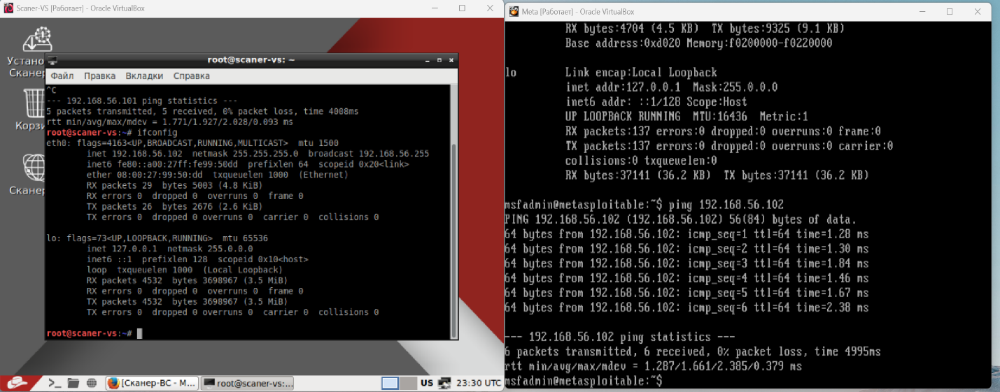 Scaner-VS [Работает] - Oracle VirtualBox
Сканер
Корзи
Сканер
root@scaner-vs: ~
Файл Правка Вкладки Справка
^C
--- 192.168.56.101 ping statistics ---
5 packets transmitted, 5 received, 0% packet loss, time 4008ms
rtt min/avg/max/mdev = 1.771/1.927/2.028/0.093 ms
root@scaner-vs:~# ifconfig
eth0: flags=4163<UP,BROADCAST,RUNNING,MULTICAST>  mtu 1500
inet 192.168.56.102  netmask 255.255.255.0  broadcast 192.168.56.255
inet6 fe80::a00:27ff:fe99:50dd  prefixlen 64  scopeid 0x20<link>
ether 08:00:27:99:50:dd  txqueuelen 1000  (Ethernet)
RX packets 29  bytes 5003 (4.8 KiB)
RX errors 0  dropped 0  overruns 0  frame 0
TX packets 26  bytes 2676 (2.6 KiB)
TX errors 0  dropped 0 overruns 0  carrier 0  collisions 0
lo: flags=73<UP,LOOPBACK,RUNNING>  mtu 65536
inet 127.0.0.1  netmask 255.0.0.0
inet6 ::1  prefixlen 128  scopeid 0x10<host>
loop  txqueuelen 1000  (Local Loopback)
RX packets 4532  bytes 3698967 (3.5 MiB)
RX errors 0  dropped 0  overruns 0  frame 0
TX packets 4532  bytes 3698967 (3.5 MiB)
TX errors 0  dropped 0 overruns 0  carrier 0  collisions 0
root@scaner-vs:~#
[Сканер-ВС - M...
root@scaner-vs:...
US
23:30 UTC
Meta [Работает] - Oracle VirtualBox
RX bytes:4704 (4.5 KB)  TX bytes:9325 (9.1 KB)
Base address:0xd020 Memory:f0200000-f0220000
lo Link encap:Local Loopback
inet addr:127.0.0.1  Mask:255.0.0.0
inet6 addr: ::1/128 Scope:Host
UP LOOPBACK RUNNING  MTU:16436  Metric:1
RX packets:137 errors:0 dropped:0 overruns:0 frame:0
TX packets:137 errors:0 dropped:0 overruns:0 carrier:0
collisions:0 txqueuelen:0
RX bytes:37141 (36.2 KB)  TX bytes:37141 (36.2 KB)
msfadmin@metasploitable:~$ ping 192.168.56.102
PING 192.168.56.102 (192.168.56.102) 56(84) bytes of data.
64 bytes from 192.168.56.102: icmp_seq=1 ttl=64 time=1.28 ms
64 bytes from 192.168.56.102: icmp_seq=2 ttl=64 time=1.30 ms
64 bytes from 192.168.56.102: icmp_seq=3 ttl=64 time=1.84 ms
64 bytes from 192.168.56.102: icmp_seq=4 ttl=64 time=1.46 ms
64 bytes from 192.168.56.102: icmp_seq=5 ttl=64 time=1.67 ms
64 bytes from 192.168.56.102: icmp_seq=6 ttl=64 time=2.38 ms
--- 192.168.56.102 ping statistics ---
6 packets transmitted, 6 received, 0% packet loss, time 4995ms
rtt min/avg/max/mdev = 1.287/1.661/2.385/0.379 ms
msfadmin@metasploitable:~$